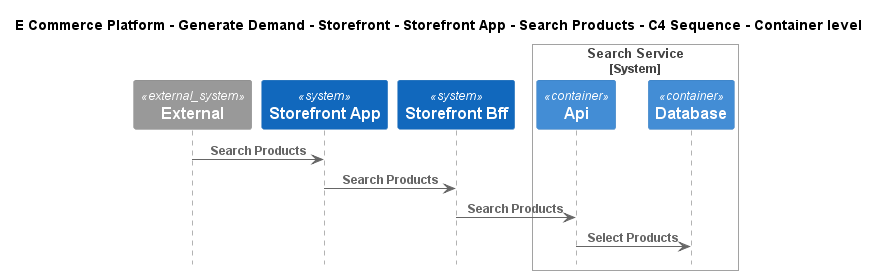 E Commerce Platform - Generate Demand - Storefront - Storefront App - Search Products - C4 Sequence - Container level
Search Service
[System]
«external_system»
External
«system»
Storefront App
«system»
Storefront Bff
«container»
Api
«container»
Database
Search Products
Search Products
Search Products
Select Products